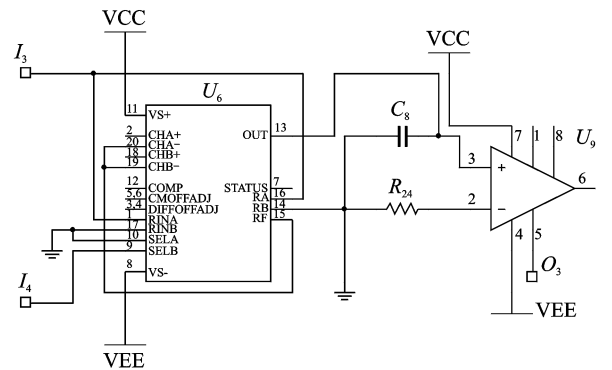 VCC
VCC
I3
U6
C8
U9
11 VS+
2 CHA+
20 CHA-
18 CHB+
19 CHB-
12 COMP
5,6 CMOFFADJ
3,4 DIFFOFFADJ
1 RINA
17 RINB
10 SELA
9 SELB
8 VS-
OUT 13
STATUS 7
RA 16
RB 14
RF 15
R24
7 1 8
3 +
6
2 -
4 5
O3
I4
VEE
VEE